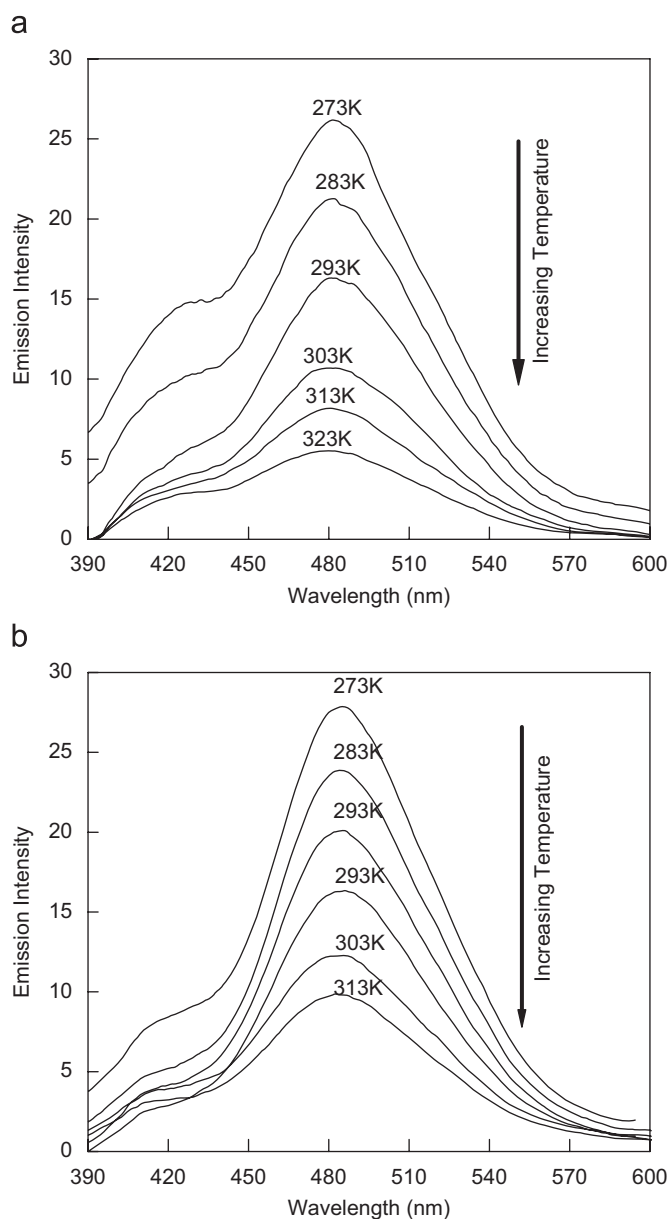 a
30
25
20
15
10
5
0
Emission Intensity
273K
283K
293K
303K
313K
323K
Increasing Temperature
390 420 450 480 510 540 570 600
Wavelength (nm)
b
30
25
20
15
10
5
0
Emission Intensity
273K
283K
293K
293K
303K
313K
Increasing Temperature
390 420 450 480 510 540 570 600
Wavelength (nm)